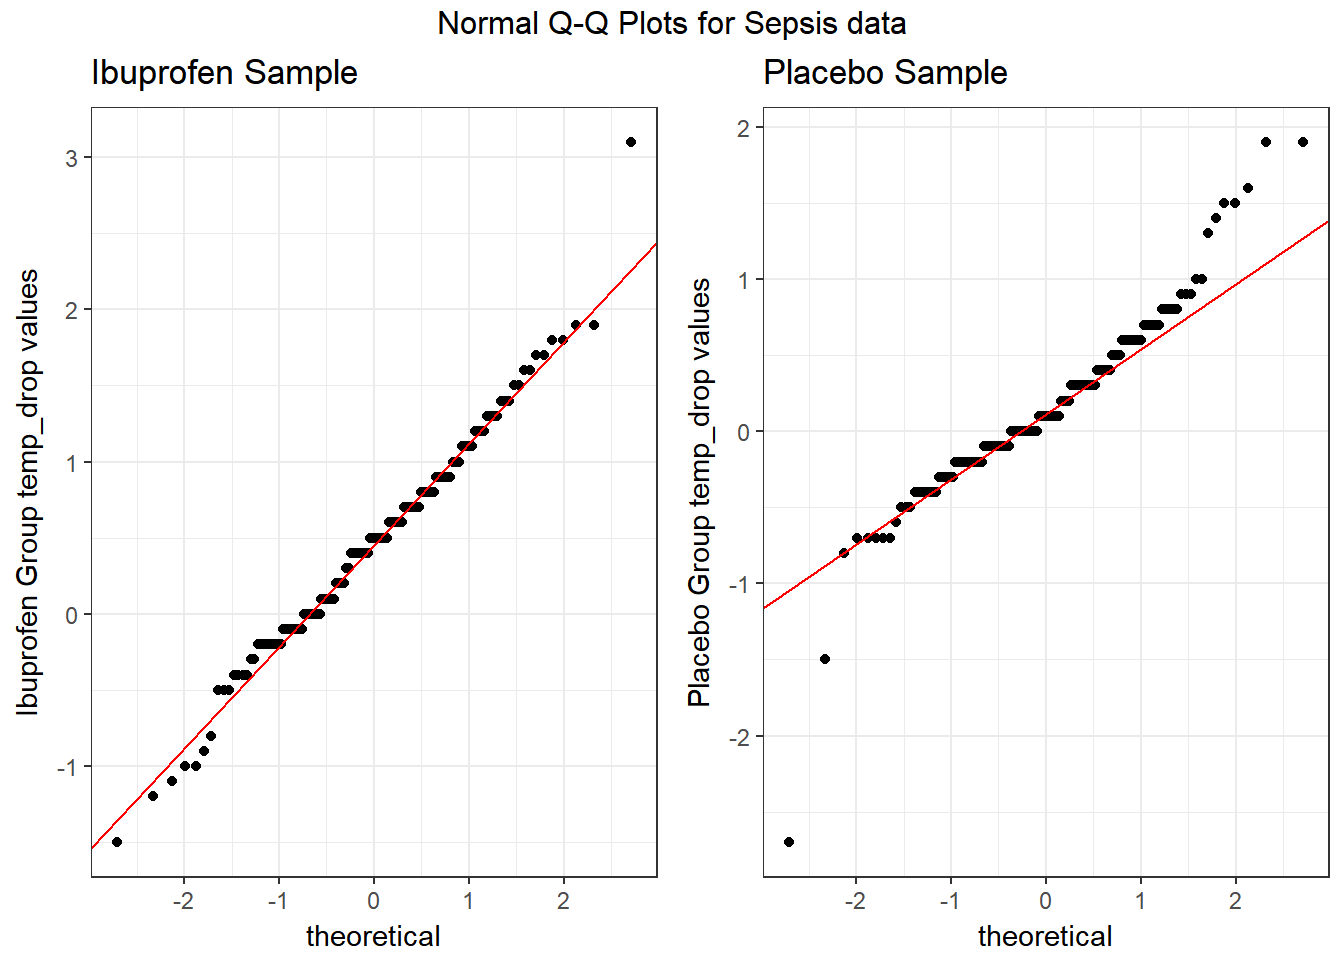 Normal Q-Q Plots for Sepsis data
Ibuprofen Sample
3
2
1
0
-1
Ibuprofen Group temp_drop values
-2 -1 0 1 2
theoretical
Placebo Sample
2
1
0
-1
-2
Placebo Group temp_drop values
-2 -1 0 1 2
theoretical